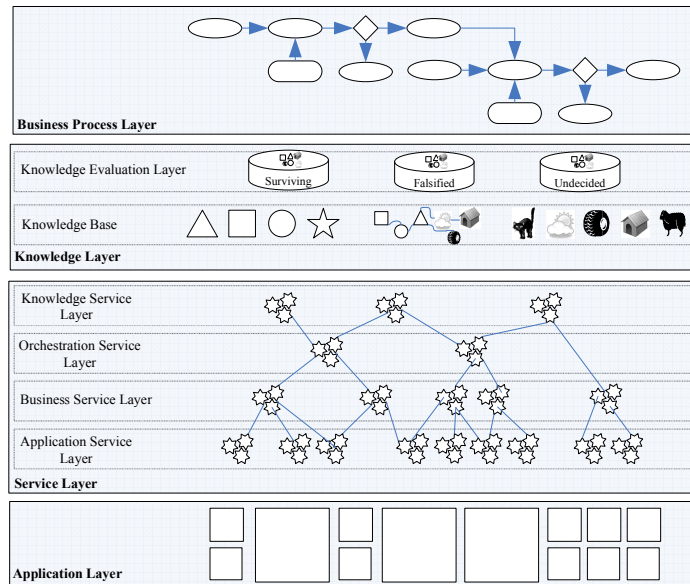 Business Process Layer
Knowledge Evaluation Layer
Surviving
Falsified
Undecided
Knowledge Base
Knowledge Layer
Knowledge Service
Layer
Orchestration Service
Layer
Business Service Layer
Application Service
Layer
Service Layer
Application Layer